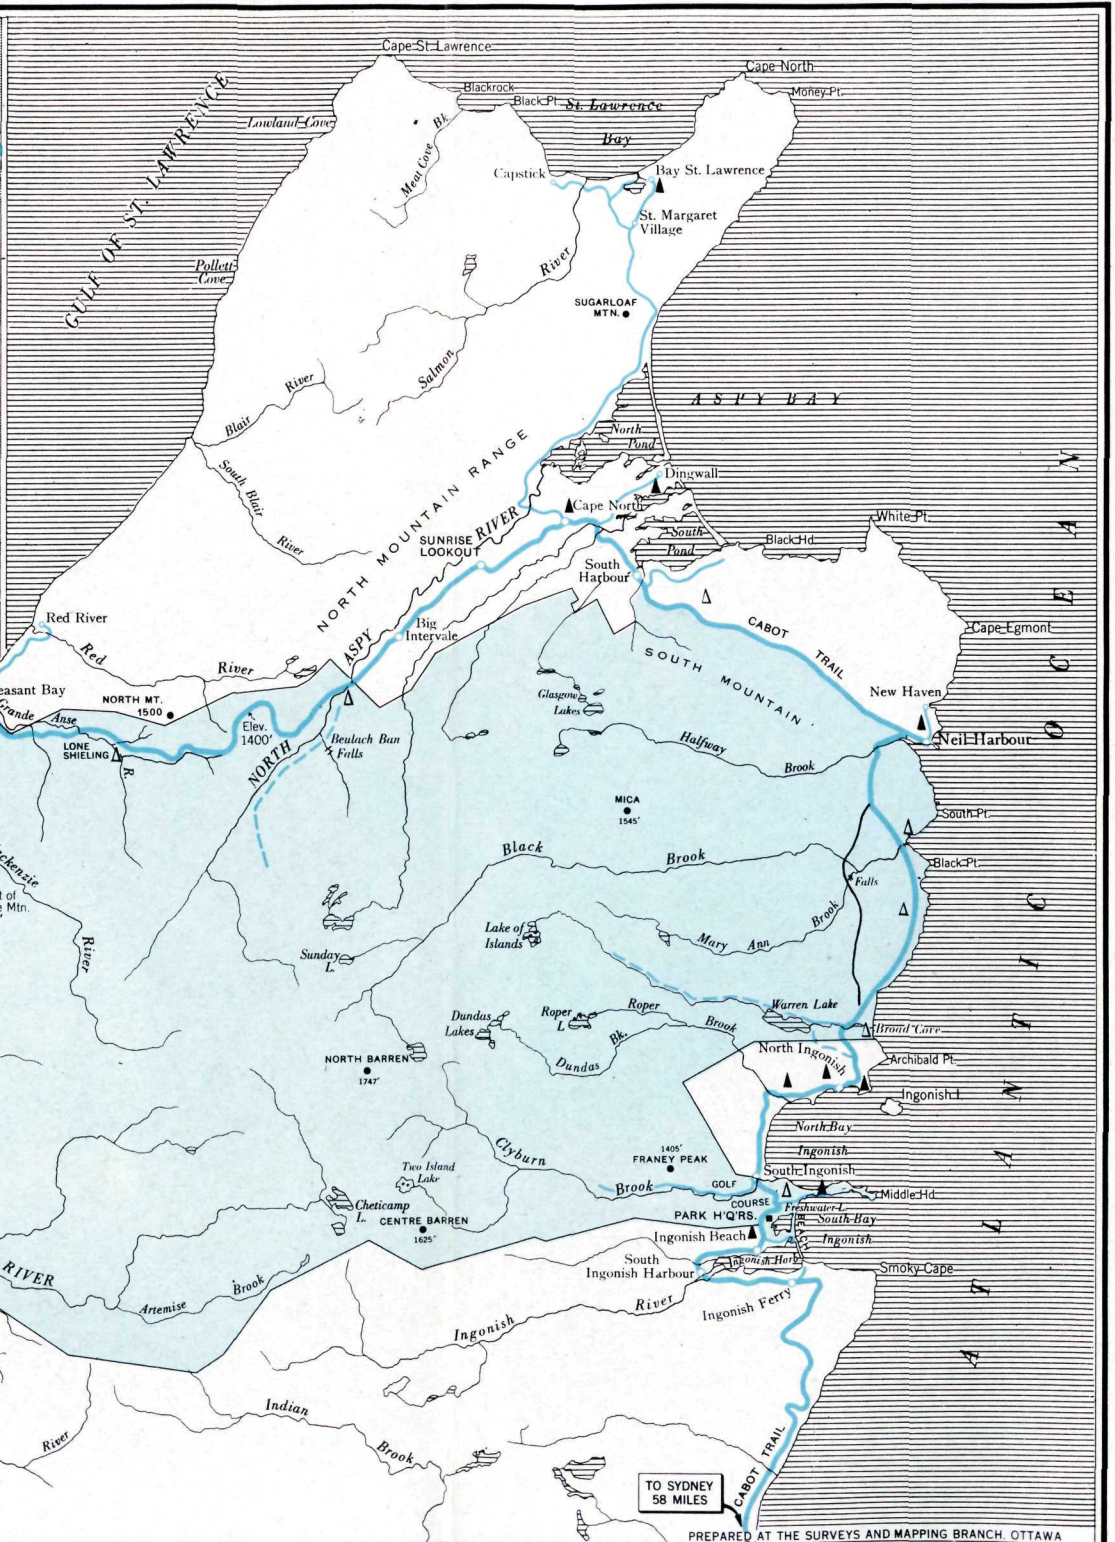 Cape St. Lawrence
Cape North
Blackrock
Black Pt.
St. Lawrence
Bay
Money Pt.
GULF OF ST. LAWRENCE
Lowland Cove
Meat Cove Bk.
Capstick
Bay St. Lawrence
St. Margaret
Village
Pollett
Cove
River
SUGARLOAF
MTN.
Salmon
River
Blair
ASPY BAY
North
Pond
South Blair
River
NORTH MOUNTAIN RANGE
Dingwall
Cape North
RIVER
SUNRISE
LOOKOUT
South
Pond
White Pt.
Black Hd.
South
Harbour
ATLANTIC OCEAN
Red River
Big
Intervale
ASPY
CABOT
TRAIL
Cape Egmont
Red
River
SOUTH MOUNTAIN
easant Bay
NORTH MT.
1500
Grande Anse
R.
LONE
SHIELING
Elev.
1400'
NORTH
Beulach Ban
Falls
Glasgow
Lakes
New Haven
Neil Harbour
Halfway
Brook
MICA
1545'
South Pt.
Black
Brook
Black Pt.
Falls
ackenzie
River
t of
e Mtn.
Lake of
Islands
Mary Ann
Brook
Sunday
L.
Dundas
Lakes
Roper
L
Roper
Brook
Warren Lake
Broad Cove
Dundas
Bk.
NORTH BARREN
1747'
North Ingonish
Archibald Pt.
Ingonish I.
North Bay
Ingonish
Clyburn
Brook
1405'
FRANEY PEAK
Two Island
Lake
South Ingonish
GOLF
COURSE
Middle Hd
Cheticamp
L.
CENTRE BARREN
1625'
PARK H'Q'RS.
Freshwater L.
BEACH
South Bay
Ingonish
Ingonish Beach
South
Ingonish Harbour
Ingonish Harb.
Smoky Cape
RIVER
Artemise
Brook
Ingonish
River
Ingonish Ferry
Indian
Brook
River
CABOT TRAIL
TO SYDNEY
58 MILES
PREPARED AT THE SURVEYS AND MAPPING BRANCH. OTTAWA